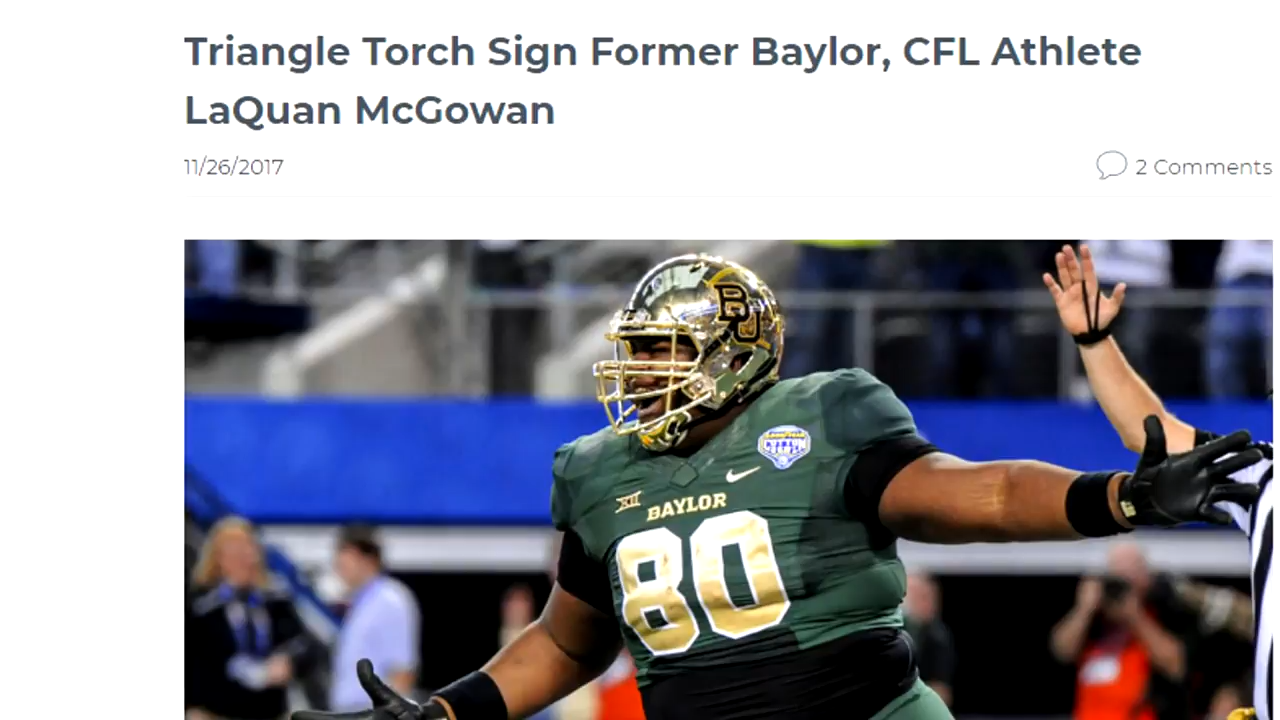 Triangle Torch Sign Former Baylor, CFL Athlete
LaQuan McGowan
11/26/2017
2 Comments
BU
XII
BAYLOR
80